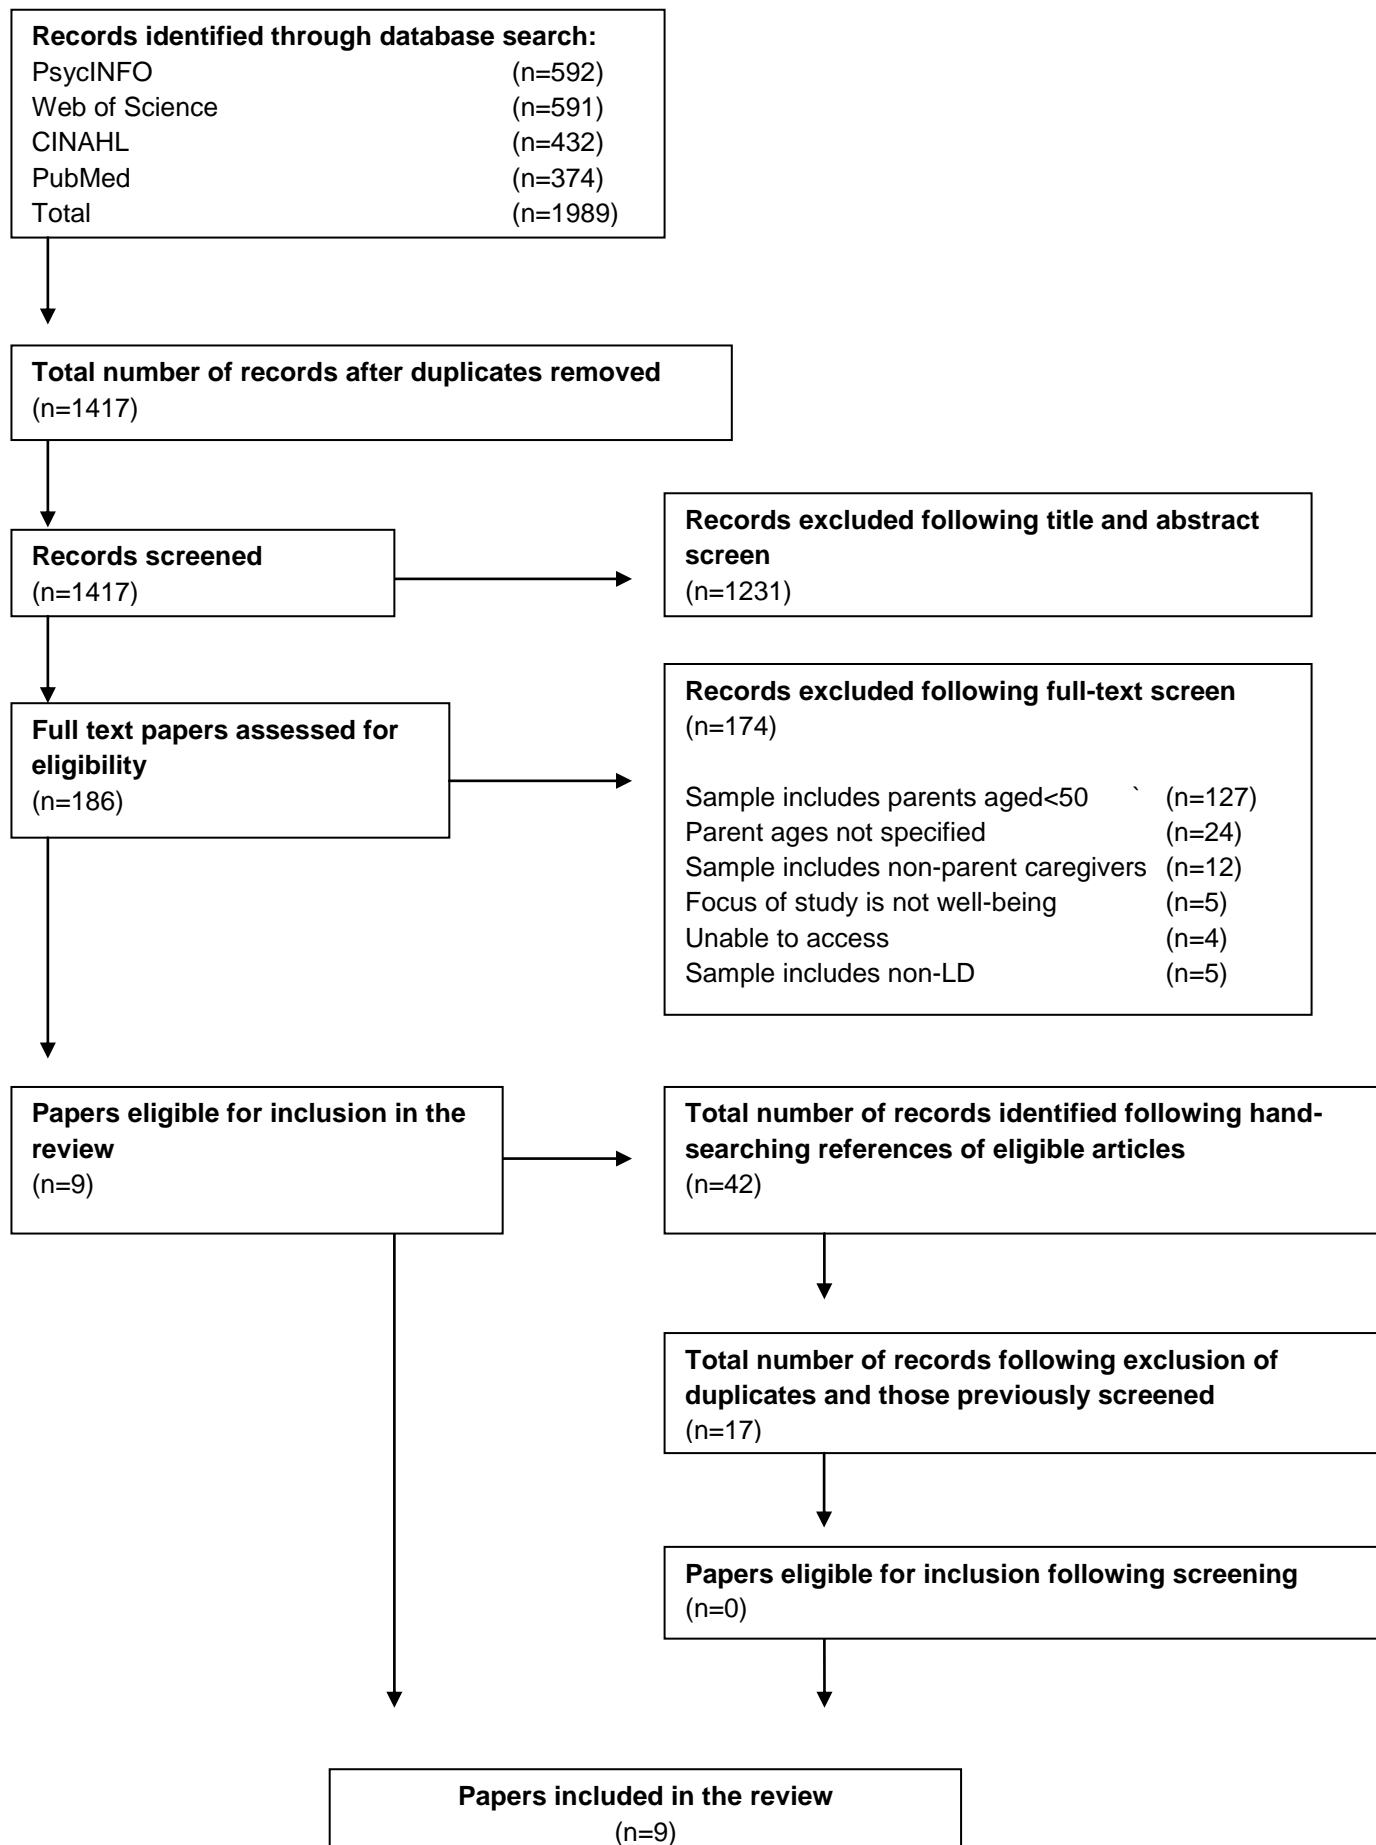 Records identified through database search:
PsycINFO (n=592)
Web of Science (n=591)
CINAHL (n=432)
PubMed (n=374)
Total (n=1989)
Total number of records after duplicates removed
(n=1417)
Records screened
(n=1417)
Records excluded following title and abstract
screen
(n=1231)
Full text papers assessed for
eligibility
(n=186)
Records excluded following full-text screen
(n=174)
Sample includes parents aged<50 ` (n=127)
Parent ages not specified (n=24)
Sample includes non-parent caregivers (n=12)
Focus of study is not well-being (n=5)
Unable to access (n=4)
Sample includes non-LD (n=5)
Papers eligible for inclusion in the
review
(n=9)
Total number of records identified following hand-
searching references of eligible articles
(n=42)
Total number of records following exclusion of
duplicates and those previously screened
(n=17)
Papers eligible for inclusion following screening
(n=0)
Papers included in the review
(n=9)